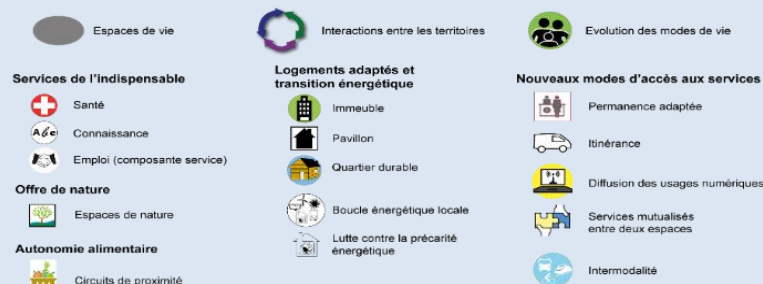 Espaces de vie
Interactions entre les territoires
Evolution des modes de vie
Services de l'indispensable
Santé
Abc
Connaissance
Emploi (composante service)
Offre de nature
Espaces de nature
Autonomie alimentaire
Circuits de proximité
Logements adaptés et
transition énergétique
Immeuble
Pavillon
Quartier durable
Boucle énergétique locale
Lutte contre la précarité
énergétique
Nouveaux modes d'accès aux services
Permanence adaptée
Itinérance
Diffusion des usages numériques
Services mutualisés
entre deux espaces
Intermodalité